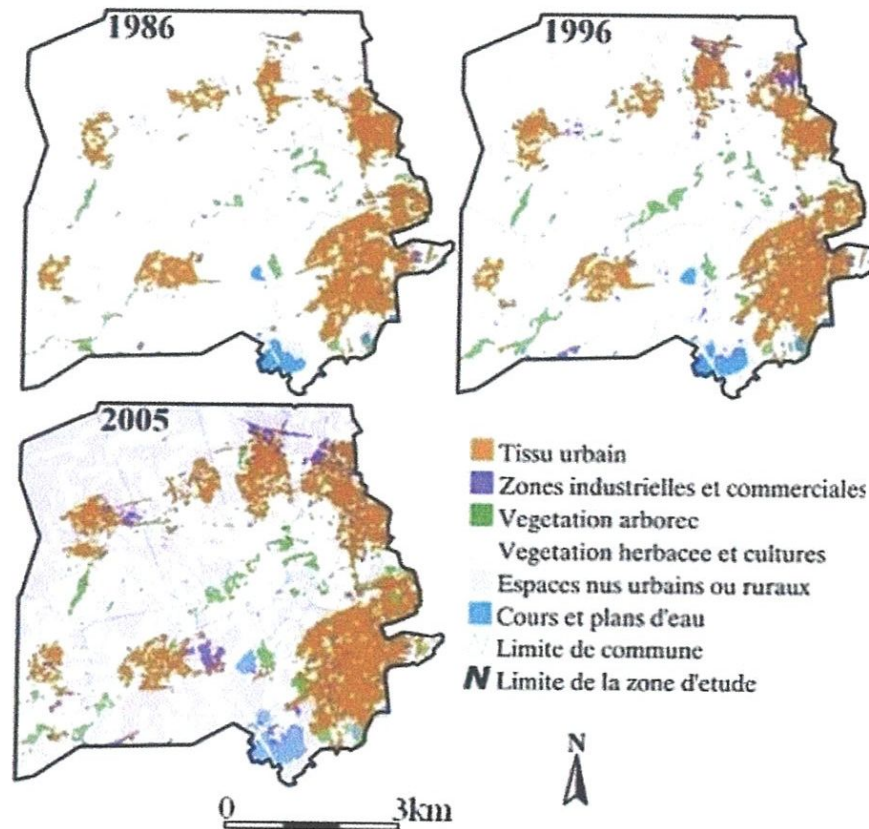 1986
1996
2005
Tissu urbain
Zones industrielles et commerciales
Vegetation arboree
Vegetation herbacee et cultures
Espaces nus urbains ou ruraux
Cours et plans d'eau
Limite de commune
N Limite de la zone d'etude
N
0 3km